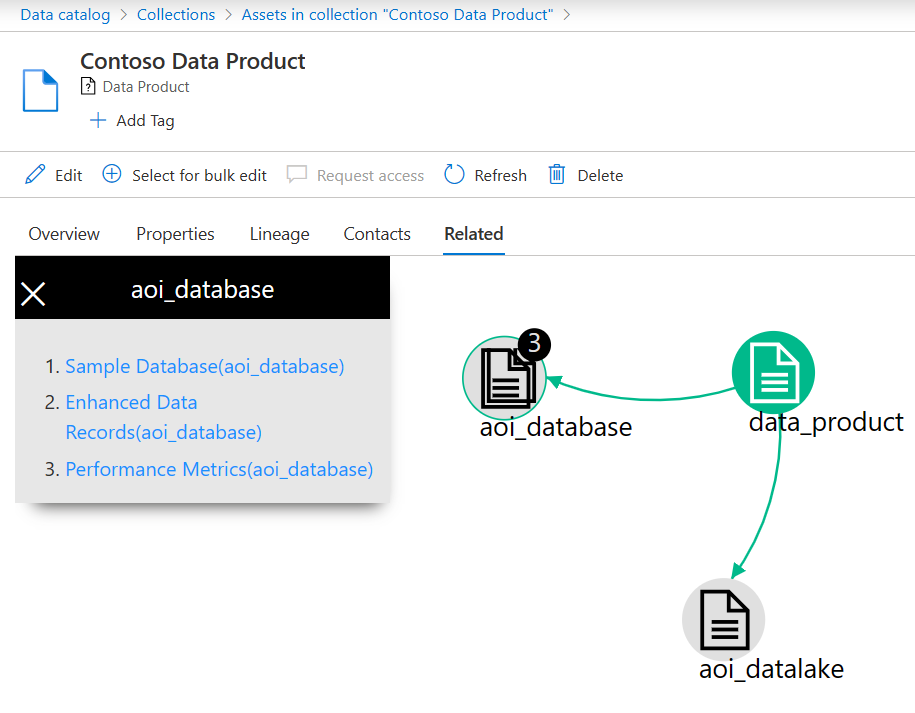 Data catalog > Collections > Assets in collection "Contoso Data Product" >
Contoso Data Product
Data Product
Add Tag
Edit Select for bulk edit Request access Refresh Delete
Overview Properties Lineage Contacts Related
aoi_database
1. Sample Database(aoi_database)
2. Enhanced Data
Records(aoi_database)
3. Performance Metrics(aoi_database)
3
aoi_database
data_product
aoi_datalake